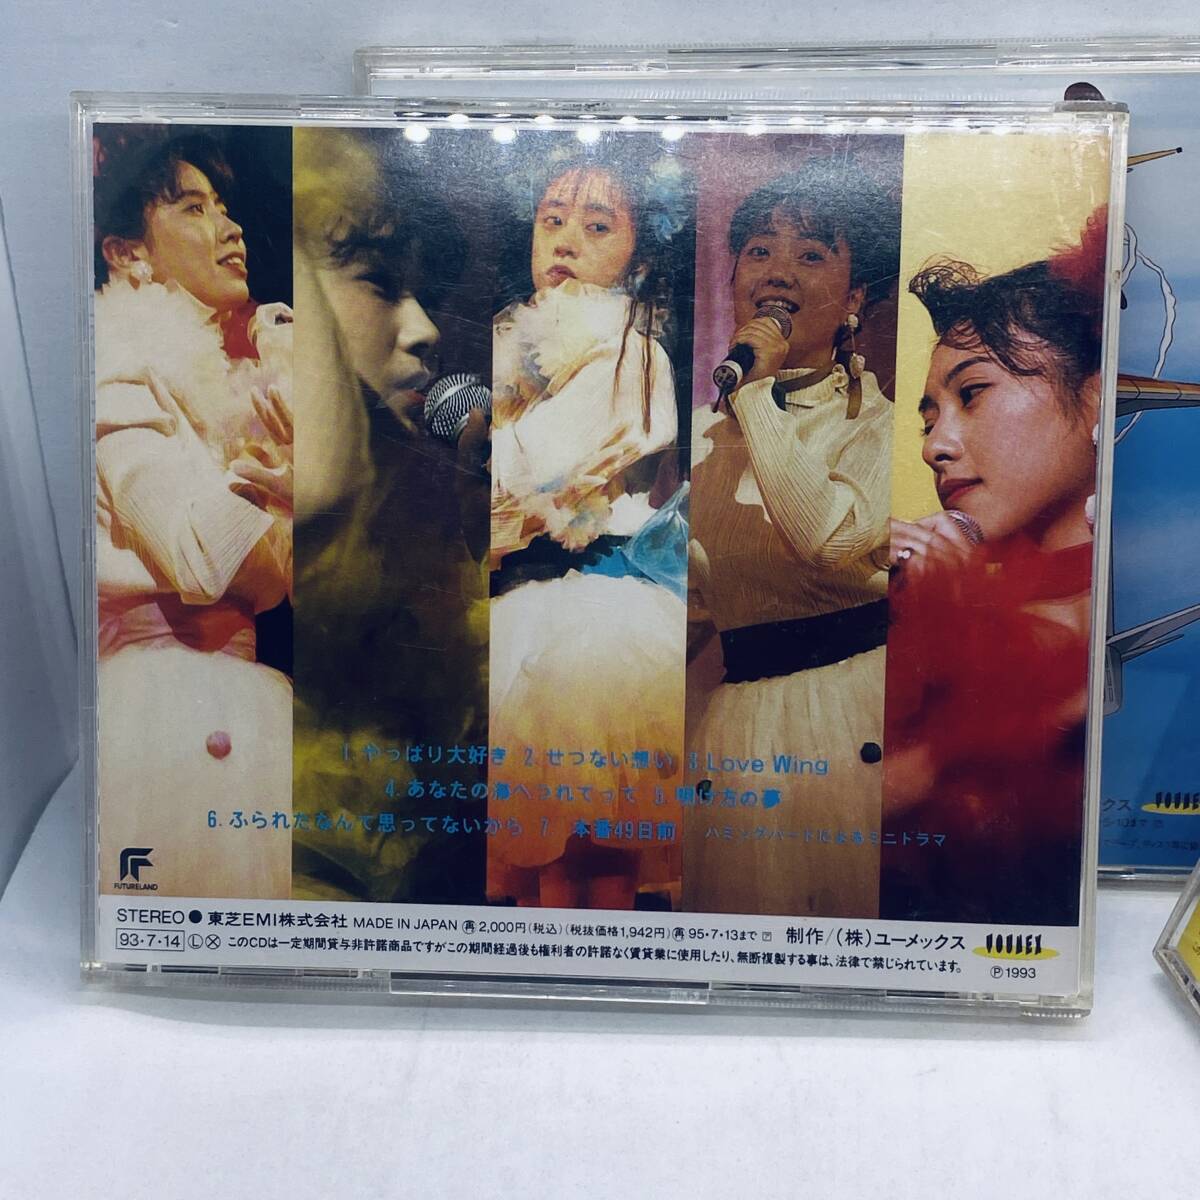 1.やっぱり大好き 2.せつない想い 3.Love Wing
4.あなたの海へつれてって 5.明け方の夢
6.ふられたなんて思ってないから 7. 本番49日前 ハミングバードによるミニドラマ
FUTURELAND
STEREO ● 東芝EMI株式会社 MADE IN JAPAN 再 2,000円(税込) (税抜価格1,942円) 再 95・7・13まで 制作/(株)ユーメックス YOUMEX
93・7・14 L X このCDは一定期間貸与非許諾商品ですがこの期間経過後も権利者の許諾なく賃貸業に使用したり、無断複製する事は、法律で禁じられています。 ℗1993
ックス